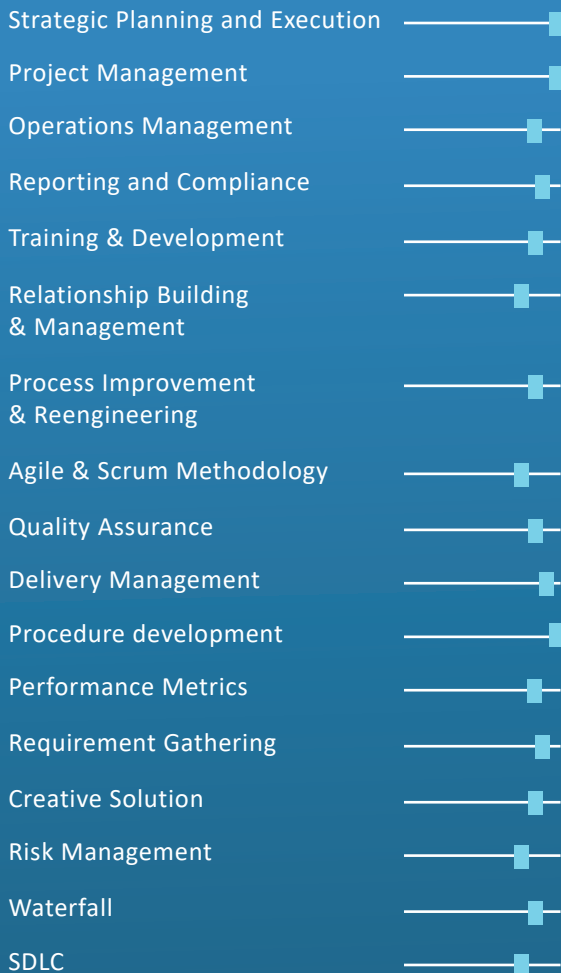 Strategic Planning and Execution
Project Management
Operations Management
Reporting and Compliance
Training & Development
Relationship Building
& Management
Process Improvement
& Reengineering
Agile & Scrum Methodology
Quality Assurance
Delivery Management
Procedure development
Performance Metrics
Requirement Gathering
Creative Solution
Risk Management
Waterfall
SDLC